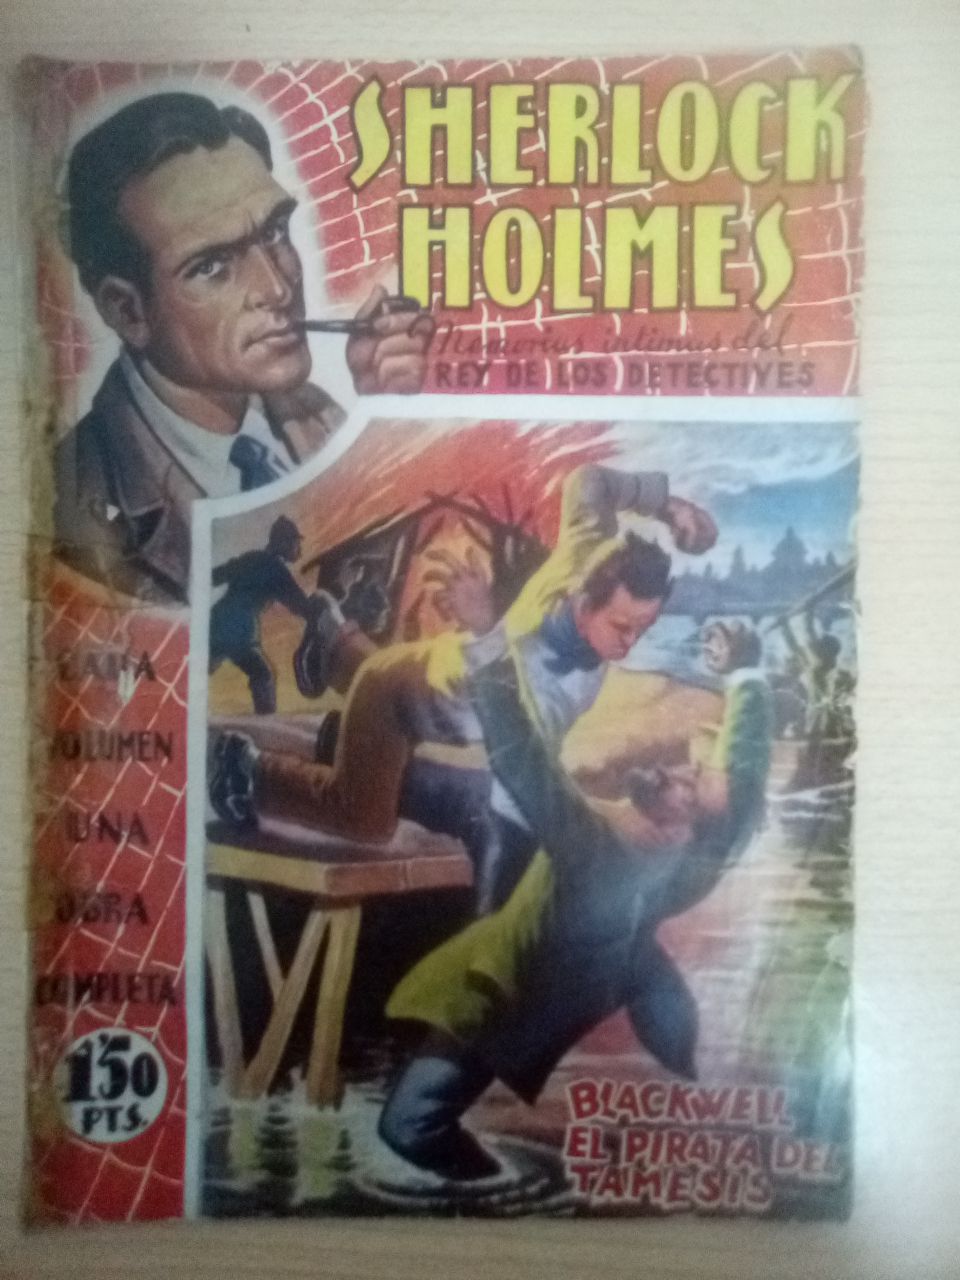 SHERLOCK
HOLMES
Memorias intimas del
REY DE LOS DETECTIVES
CADA
VOLUMEN
UNA
OBRA
COMPLETA
1'50
PTS.
BLACKWELL
EL PIRATA DEL
TAMESIS